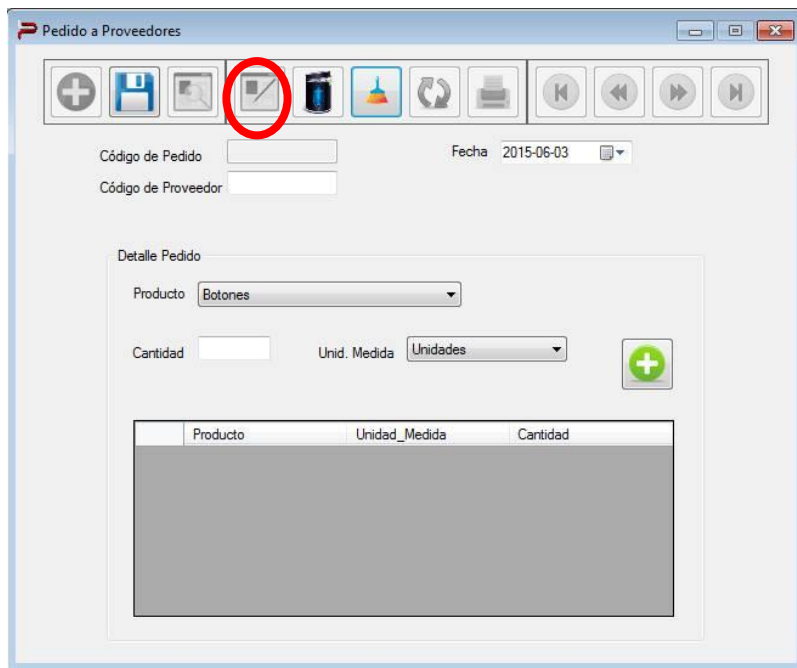 Pedido a Proveedores
Código de Pedido
Fecha 2015-06-03
Código de Proveedor
Detalle Pedido
Producto Botones
Cantidad Unid. Medida Unidades
Producto Unidad_Medida Cantidad